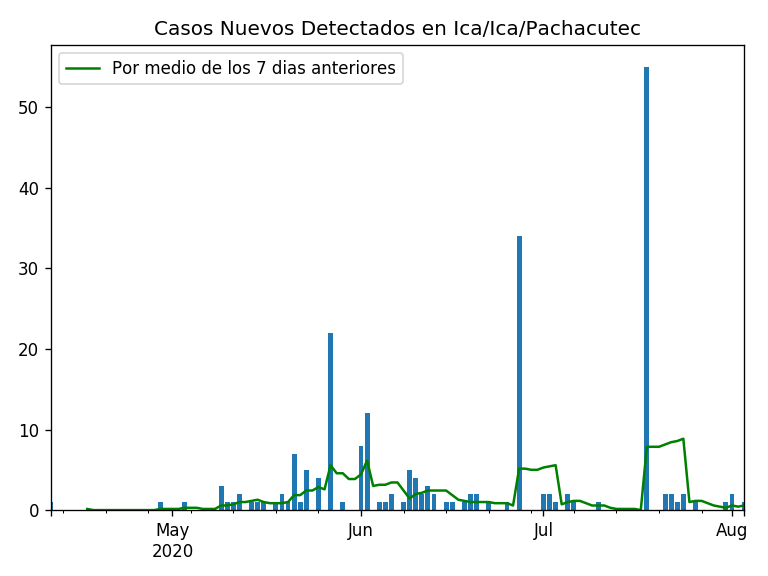 Casos Nuevos Detectados en Ica/Ica/Pachacutec
Por medio de los 7 dias anteriores
50
40
30
20
10
0
May
2020
Jun
Jul
Aug